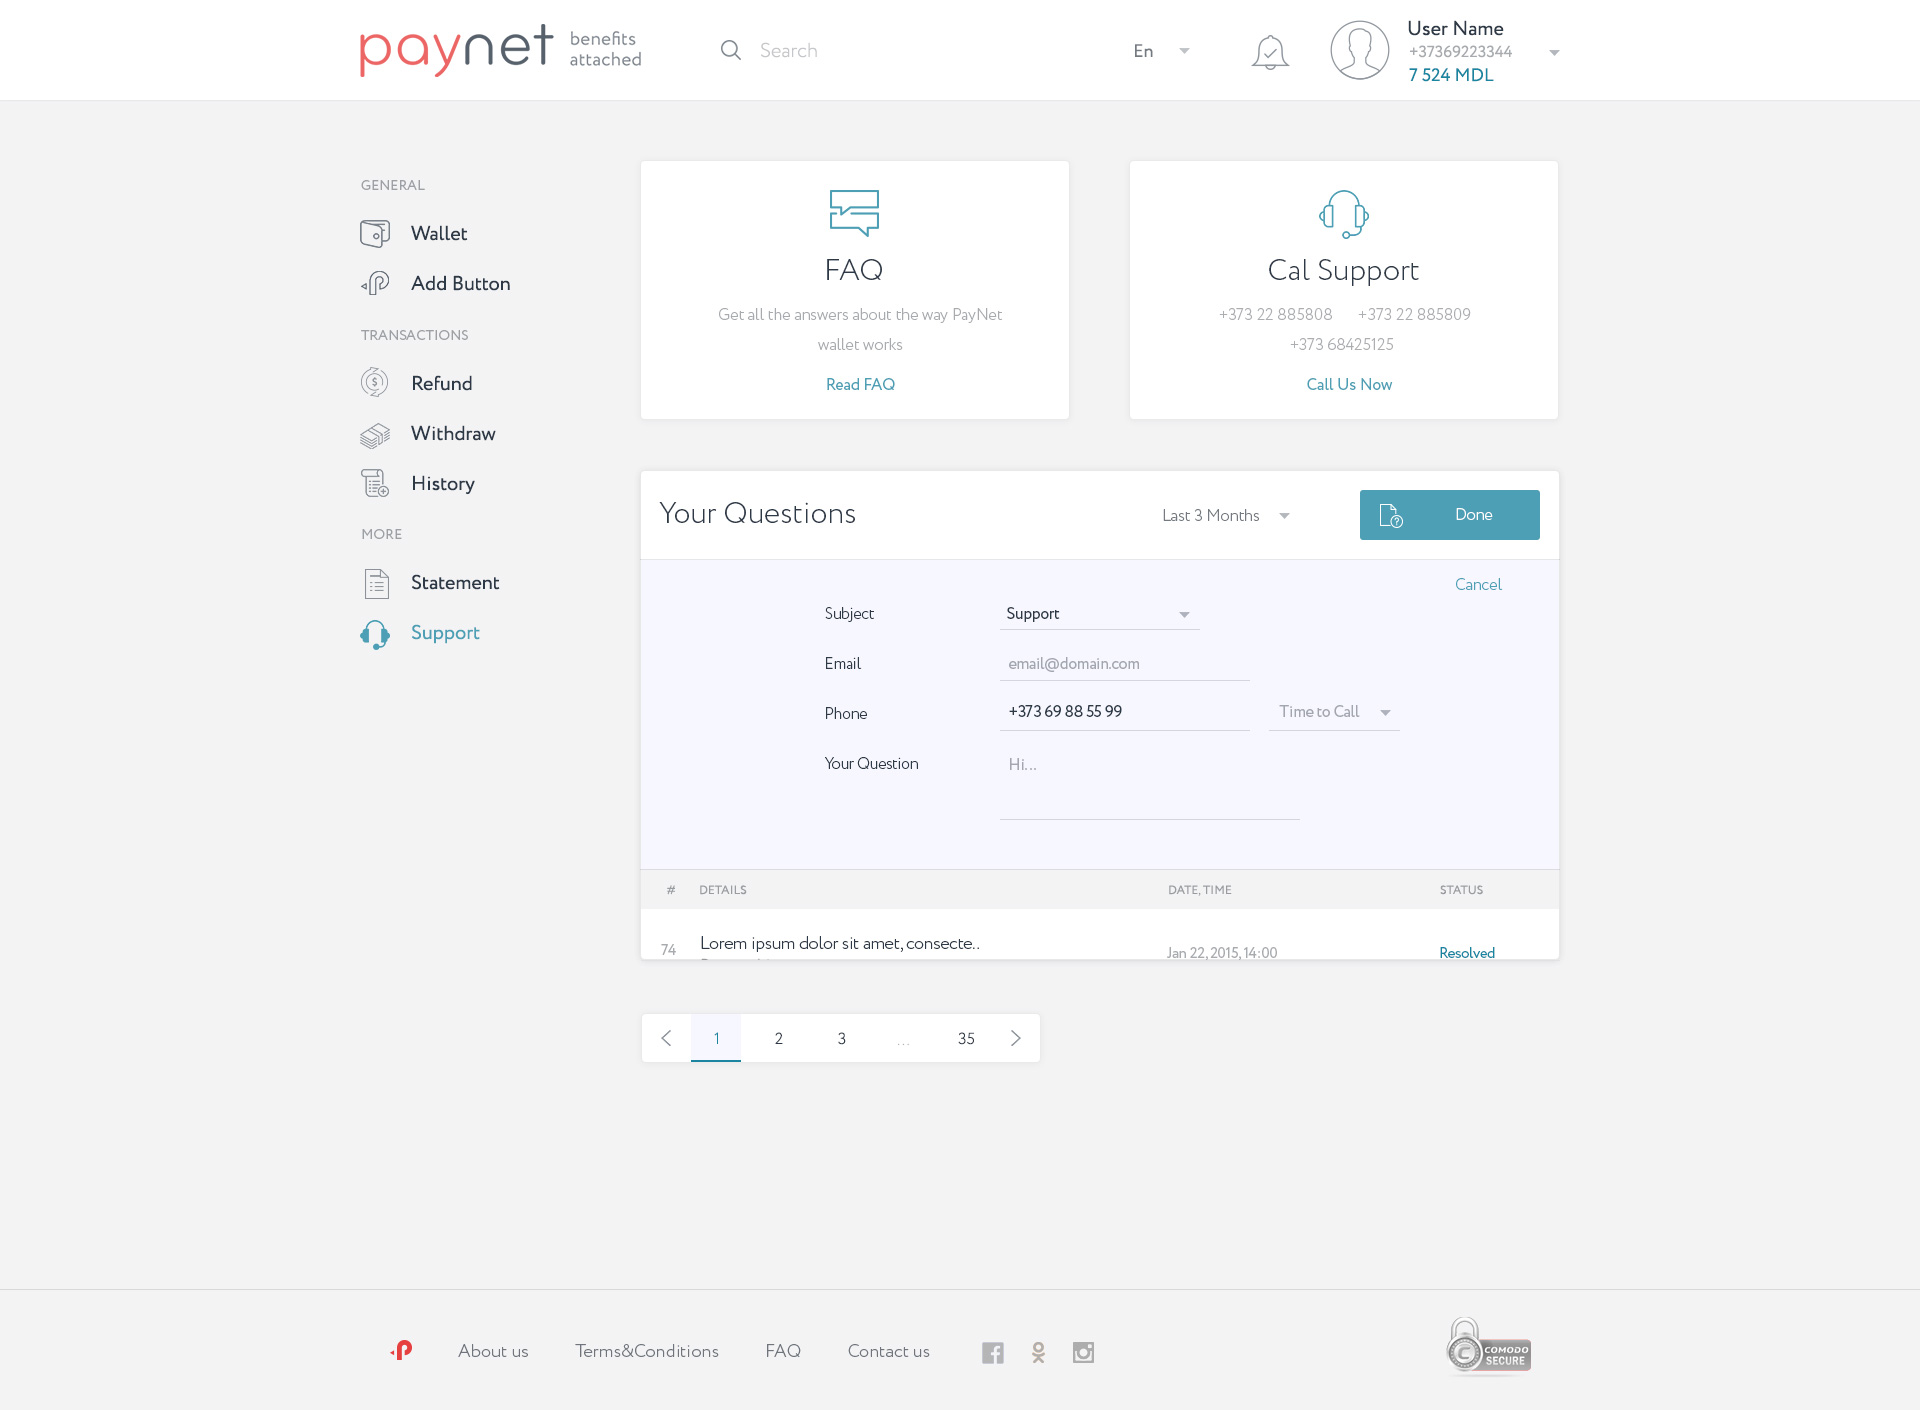 paynet
benefits
attached
Search
En
User Name
+37369223344
7 524 MDL
GENERAL
Wallet
Add Button
TRANSACTIONS
Refund
Withdraw
History
MORE
Statement
Support
FAQ
Get all the answers about the way PayNet
wallet works
Read FAQ
Cal Support
+373 22 885808 +373 22 885809
+373 68425125
Call Us Now
Your Questions
Last 3 Months
Done
Cancel
Subject
Support
Email
email@domain.com
Phone
+373 69 88 55 99
Time to Call
Your Question
Hi...
# DETAILS DATE, TIME STATUS
74 Lorem ipsum dolor sit amet, consecte.. Jan 22, 2015, 14:00 Resolved
1 2 3 ... 35
About us Terms&Conditions FAQ Contact us
COMODO
SECURE